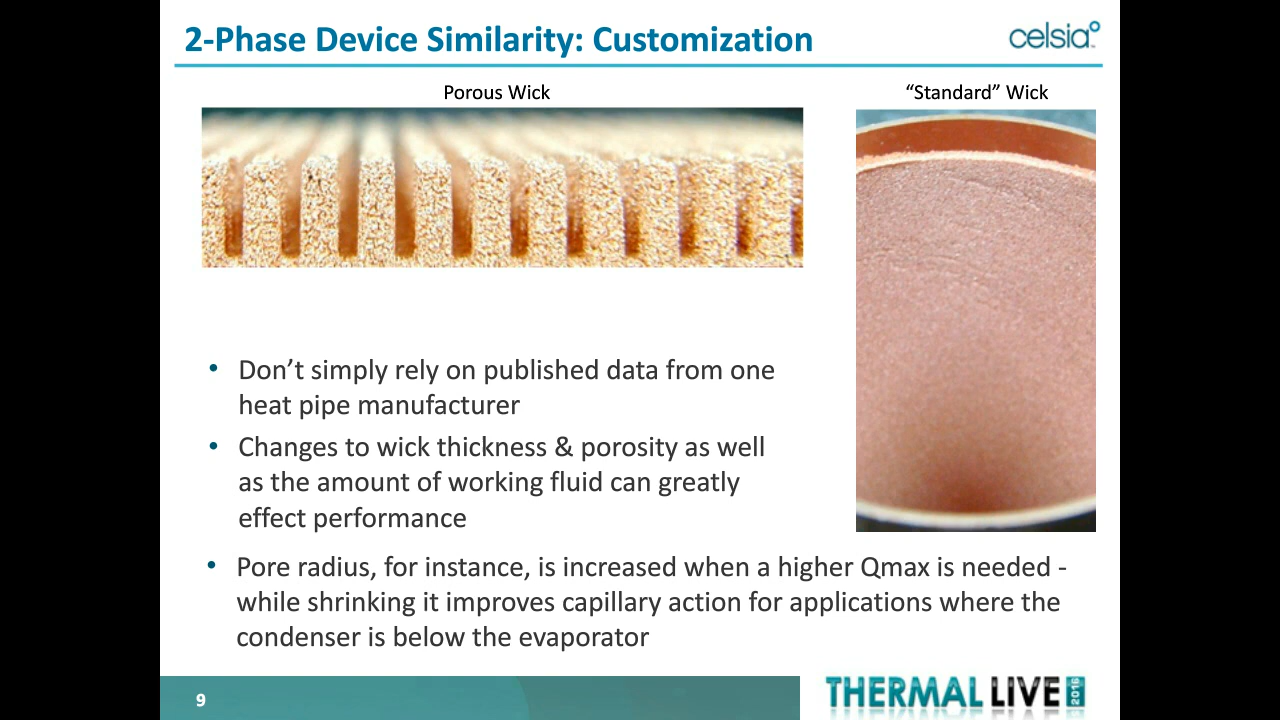 2-Phase Device Similarity: Customization
celsia
Porous Wick
“Standard” Wick
• Don’t simply rely on published data from one
heat pipe manufacturer
• Changes to wick thickness & porosity as well
as the amount of working fluid can greatly
effect performance
• Pore radius, for instance, is increased when a higher Qmax is needed -
while shrinking it improves capillary action for applications where the
condenser is below the evaporator
9
THERMAL LIVE 2016